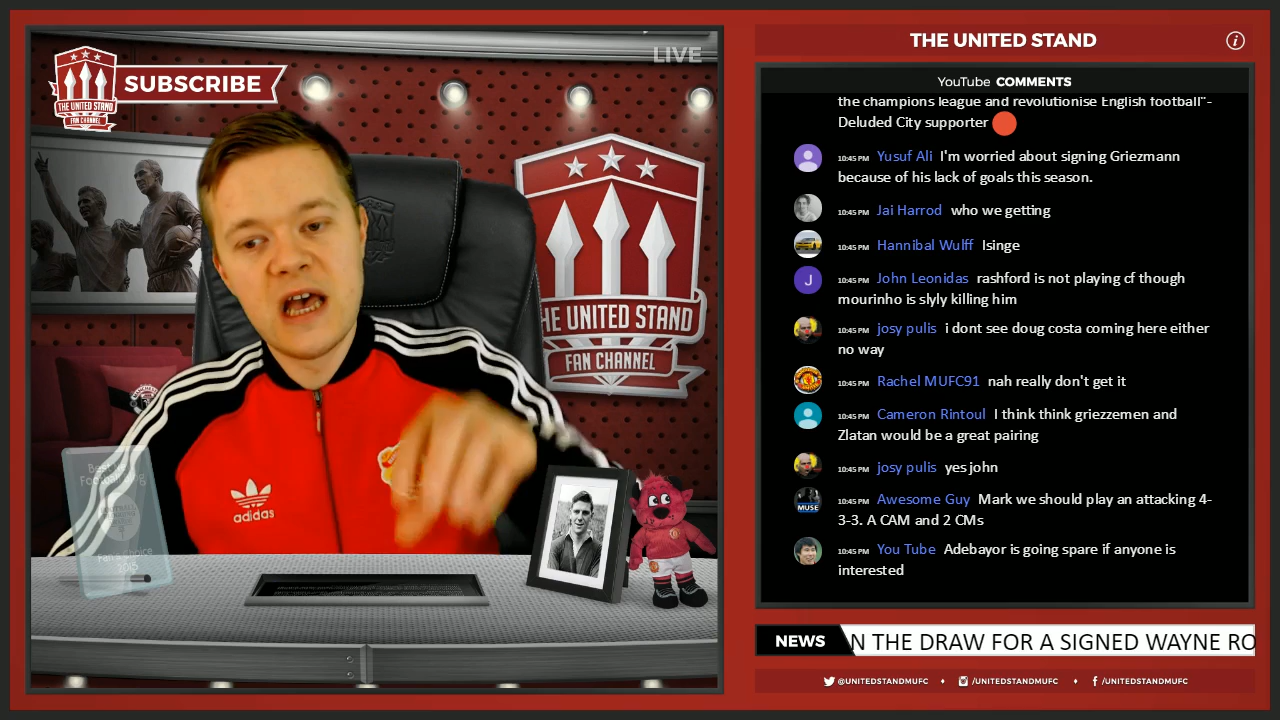 LIVE
SUBSCRIBE
THE UNITED STAND
FAN CHANNEL
HE UNITED STAND
FAN CHANNEL
adidas
Best
Football
Fan's Choice
2015
THE UNITED STAND
YouTube COMMENTS
the champions league and revolutionise English football"-
Deluded City supporter
10:45 PM Yusuf Ali I'm worried about signing Griezmann
because of his lack of goals this season.
10:45 PM Jai Harrod who we getting
10:45 PM Hannibal Wulff Isinge
J
10:45 PM John Leonidas rashford is not playing cf though
mourinho is slyly killing him
10:45 PM josy pulis i dont see doug costa coming here either
no way
10:45 PM Rachel MUFC91 nah really don't get it
10:45 PM Cameron Rintoul I think think griezzemen and
Zlatan would be a great pairing
10:45 PM josy pulis yes john
MUSE
10:45 PM Awesome Guy Mark we should play an attacking 4-
3-3. A CAM and 2 CMs
10:45 PM You Tube Adebayor is going spare if anyone is
interested
NEWS
N THE DRAW FOR A SIGNED WAYNE RO
@UNITEDSTANDMUFC • /UNITEDSTANDMUFC • /UNITEDSTANDMUFC